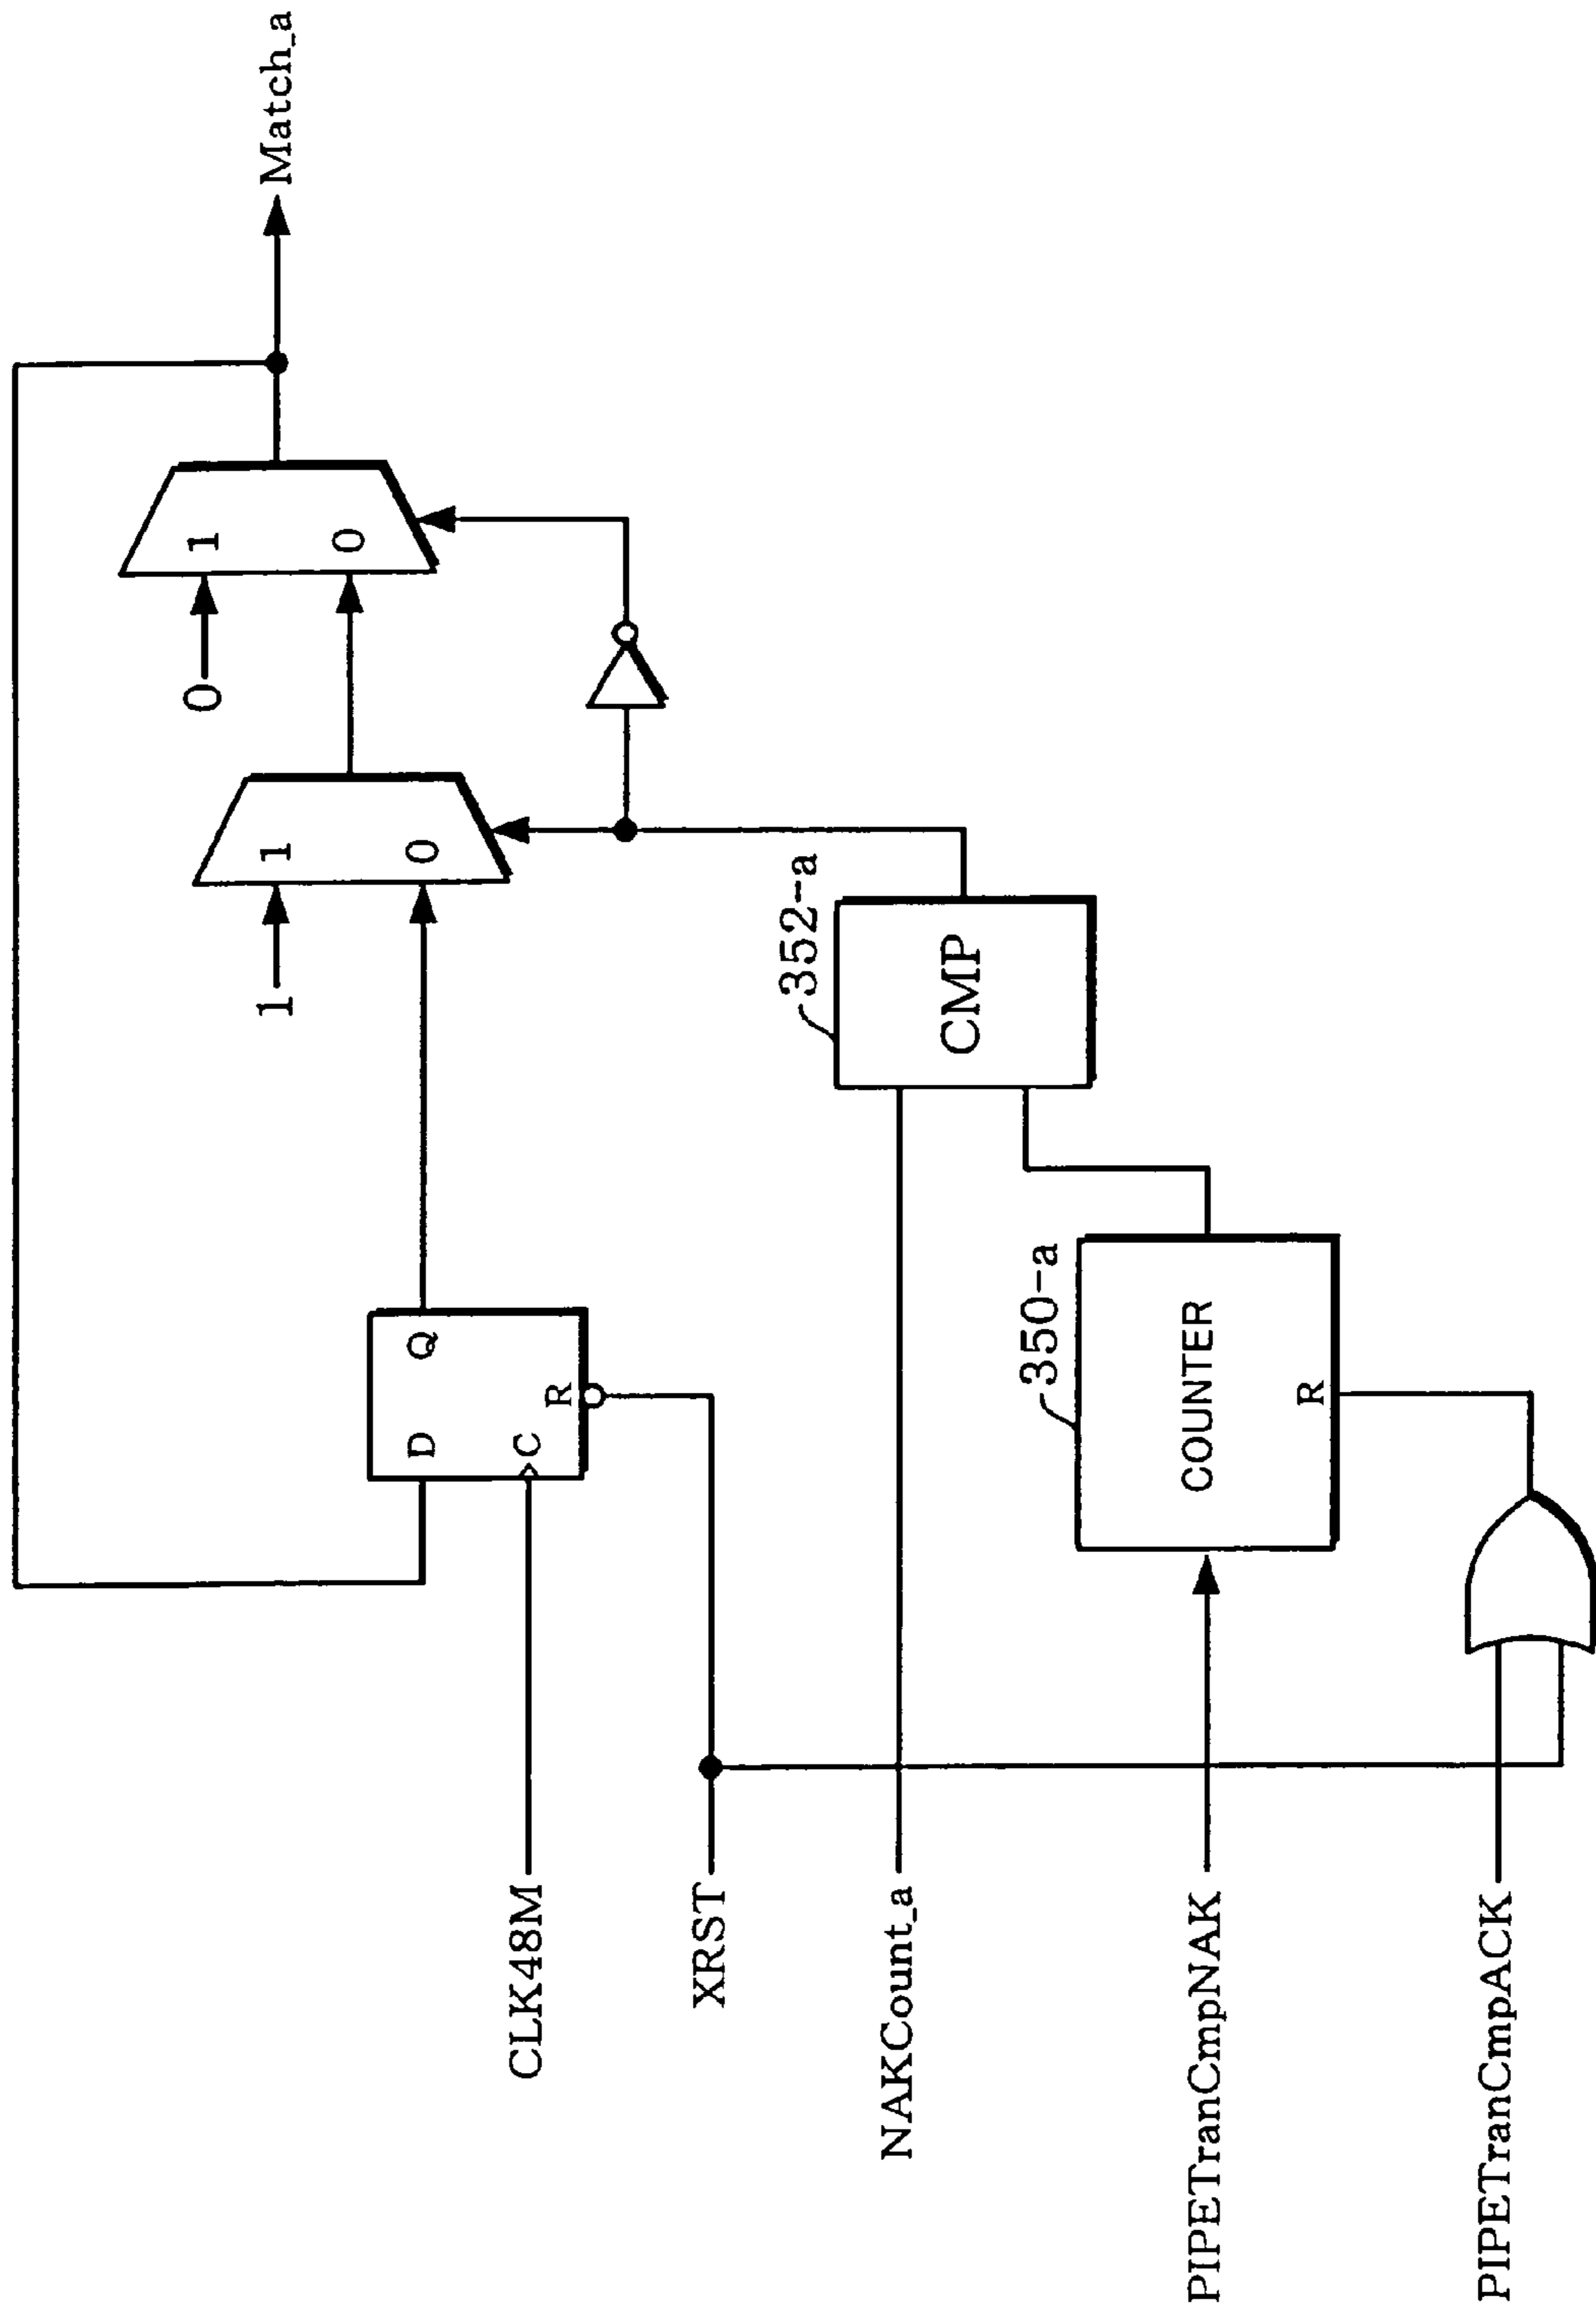 Match_a
0
1
0
1
1
0
352-a
CMP
D
Q
C
R
350-a
COUNTER
R
CLK48M
XRST
NAKCount_a
PIPETranCmpNAK
PIPETranCmpACK